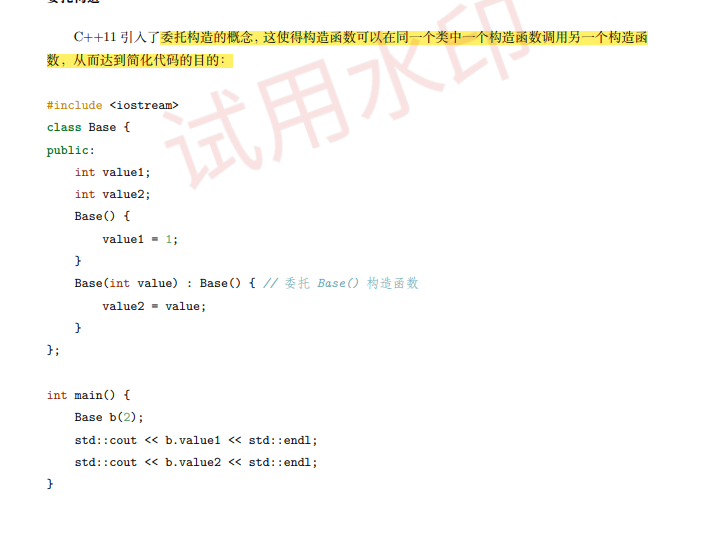 委托构造
C++11 引入了委托构造的概念，这使得构造函数可以在同一个类中一个构造函数调用另一个构造函
数，从而达到简化代码的目的：
#include <iostream>
class Base {
public:
    int value1;
    int value2;
    Base() {
        value1 = 1;
    }
    Base(int value) : Base() { // 委托 Base() 构造函数
        value2 = value;
    }
};
int main() {
    Base b(2);
    std::cout << b.value1 << std::endl;
    std::cout << b.value2 << std::endl;
}
试用水印